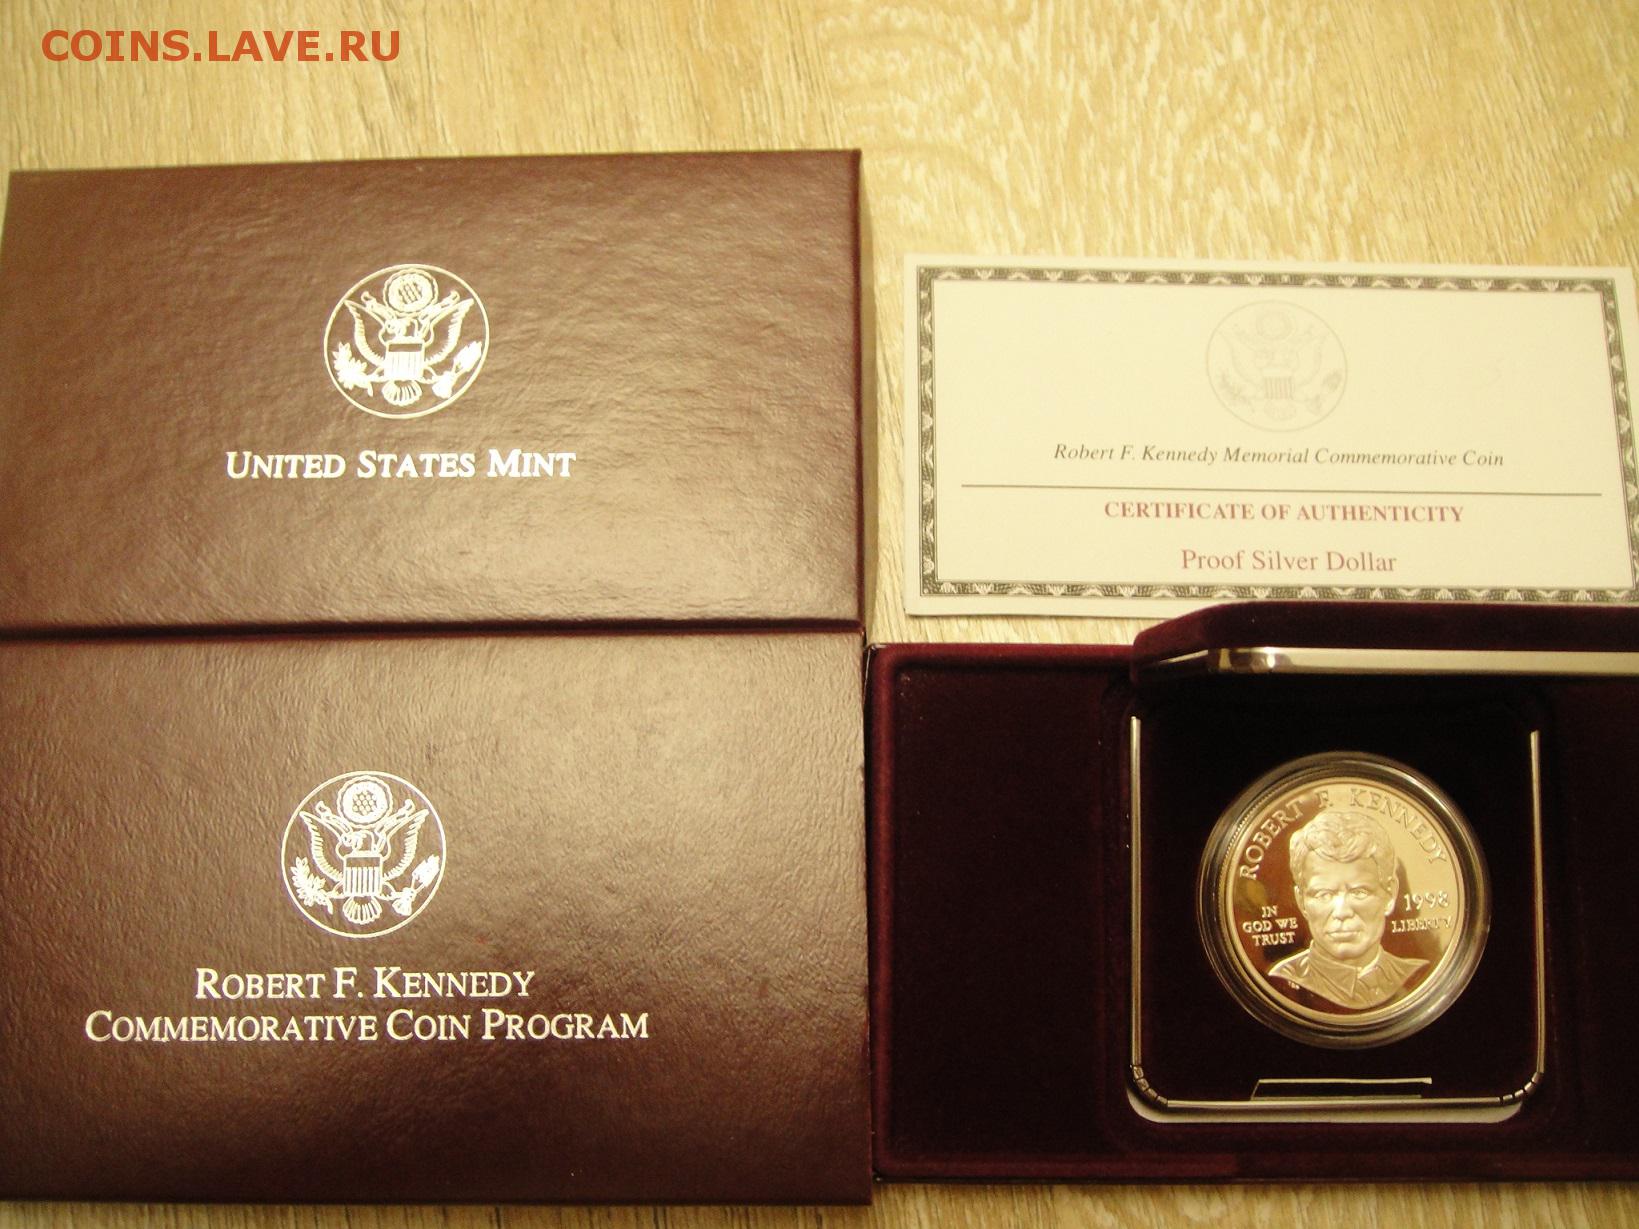 COINS.LAVE.RU
UNITED STATES MINT
Robert F. Kennedy Memorial Commemorative Coin
CERTIFICATE OF AUTHENTICITY
Proof Silver Dollar
ROBERT F. KENNEDY
COMMEMORATIVE COIN PROGRAM
ROBERT F. KENNEDY
1998
LIBERTY
IN
GOD WE
TRUST